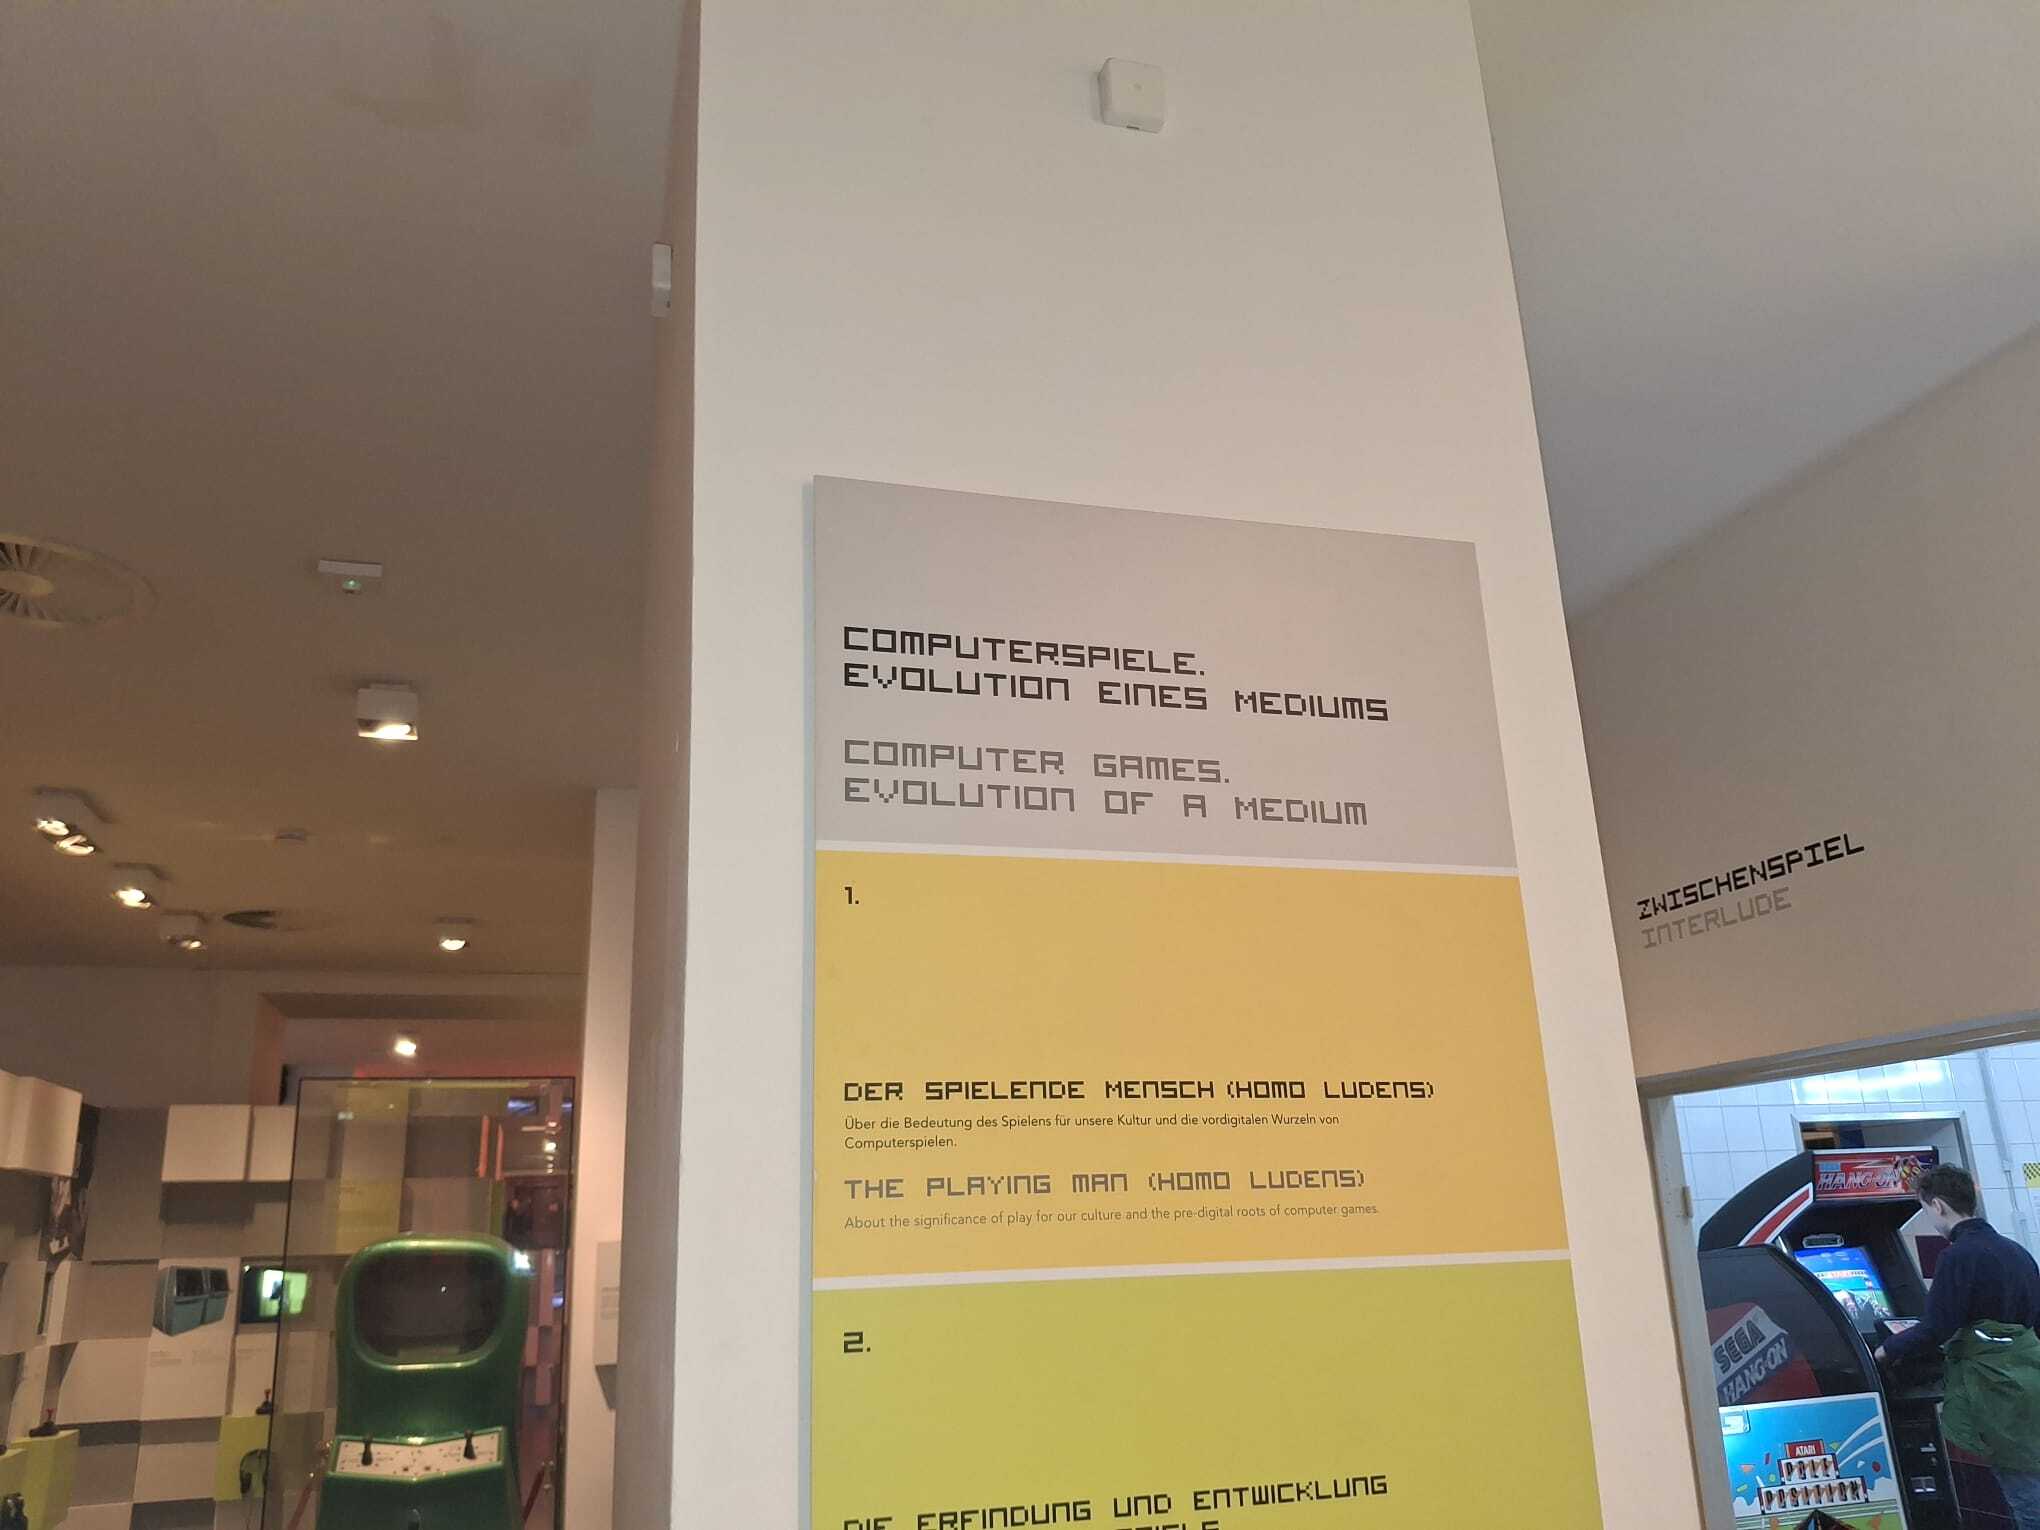 COMPUTERSPIELE.
EVOLUTION EINES MEDIUMS
COMPUTER GAMES.
EVOLUTION OF A MEDIUM
1.
DER SPIELENDE MENSCH (HOMO LUDENS)
Über die Bedeutung des Spielens für unsere Kultur und die vordigitalen Wurzeln von
Computerspielen.
THE PLAYING MAN (HOMO LUDENS)
About the significance of play for our culture and the pre-digital roots of computer games.
2.
DIE ERFINDUNG UND ENTWICKLUNG
ZWISCHENSPIEL
INTERLUDE
HANG-ON
SEGA
HANG-ON
ATARI
POLE
POSITION